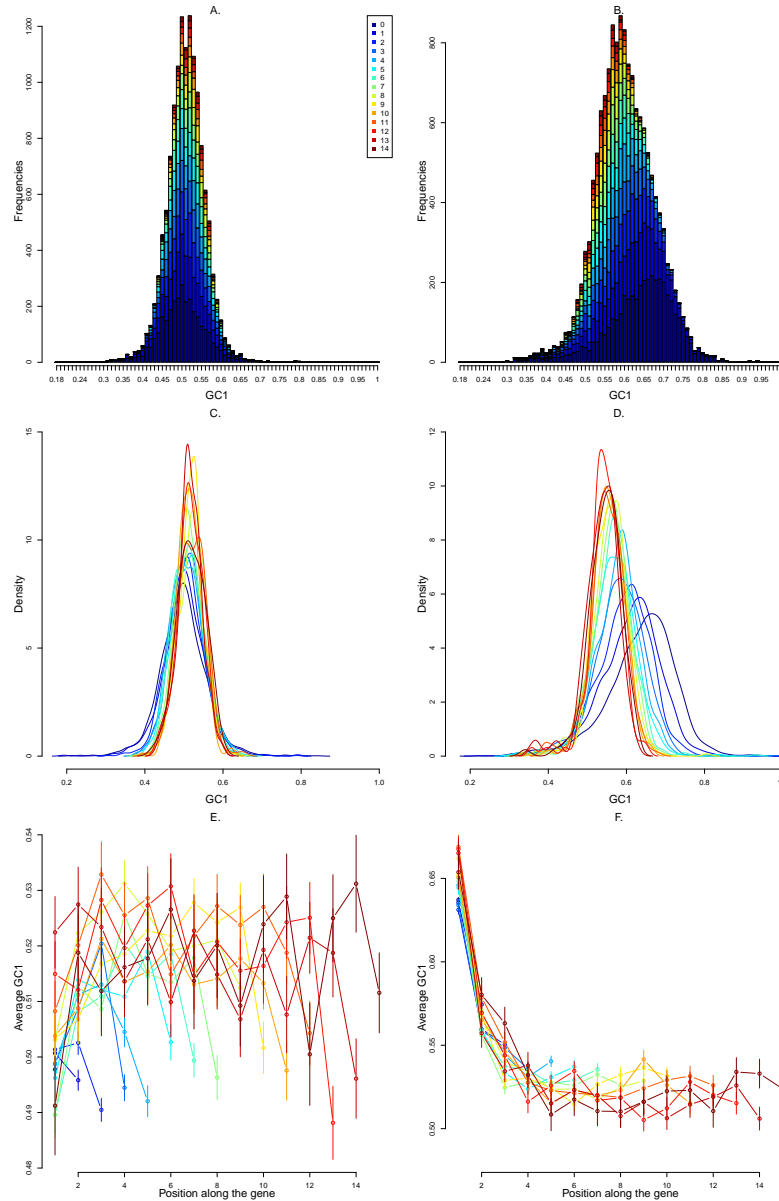 A.
Frequencies
1200
1000
800
600
400
200
0
0.18 0.24 0.3 0.35 0.4 0.45 0.5 0.55 0.6 0.65 0.7 0.75 0.8 0.85 0.9 0.95 1
GC1
0
1
2
3
4
5
6
7
8
9
10
11
12
13
14
B.
Frequencies
800
600
400
200
0
0.18 0.24 0.3 0.35 0.4 0.45 0.5 0.55 0.6 0.65 0.7 0.75 0.8 0.85 0.9 0.95
GC1
C.
Density
15
10
5
0
0.2 0.4 0.6 0.8 1.0
GC1
D.
Density
12
10
8
6
4
2
0
0.2 0.4 0.6 0.8
GC1
E.
Average GC1
0.54
0.53
0.52
0.51
0.50
0.49
0.48
2 4 6 8 10 12 14
Position along the gene
F.
Average GC1
0.65
0.60
0.55
0.50
2 4 6 8 10 12 14
Position along the gene